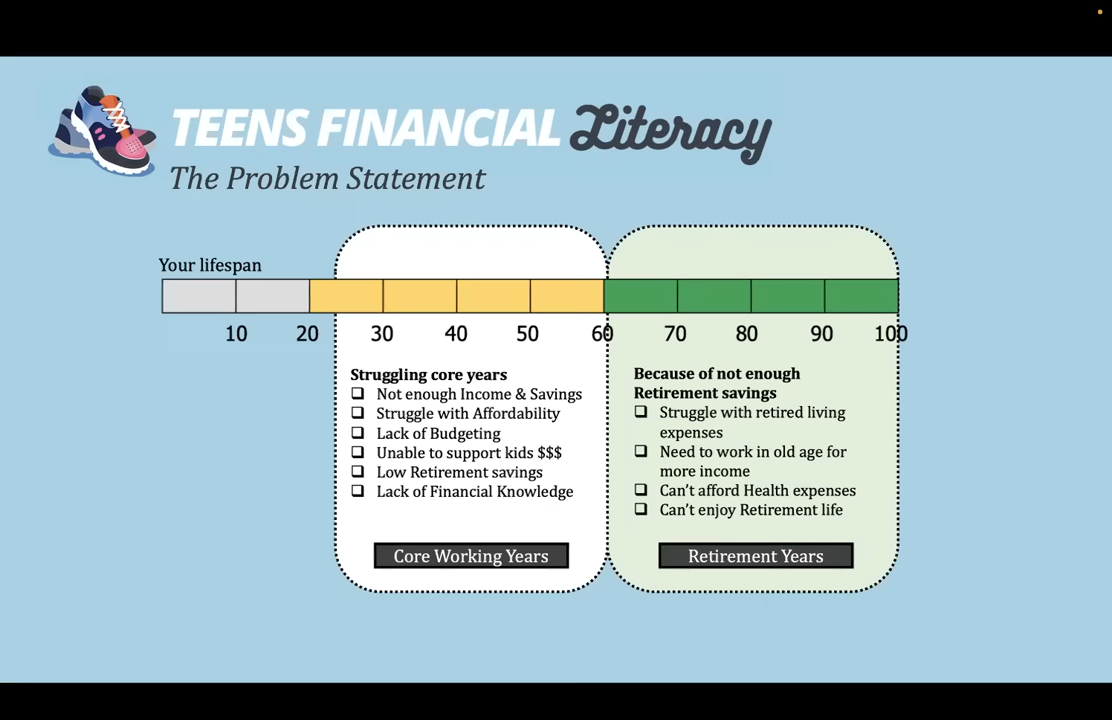 TEENS FINANCIAL Literacy
The Problem Statement
Your lifespan
10 20 30 40 50 60 70 80 90 100
Struggling core years
❑ Not enough Income & Savings
❑ Struggle with Affordability
❑ Lack of Budgeting
❑ Unable to support kids $$$
❑ Low Retirement savings
❑ Lack of Financial Knowledge
Core Working Years
Because of not enough
Retirement savings
❑ Struggle with retired living
expenses
❑ Need to work in old age for
more income
❑ Can't afford Health expenses
❑ Can't enjoy Retirement life
Retirement Years